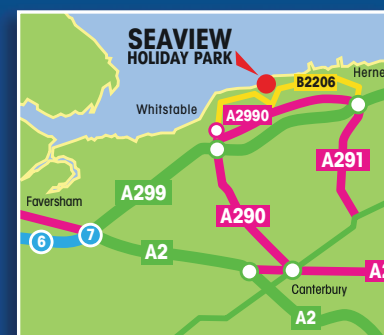 SEAVIEW
HOLIDAY PARK
Herne
B2206
Whitstable
A2990
A291
A299
A290
Faversham
7
6
A2
Canterbury
A2